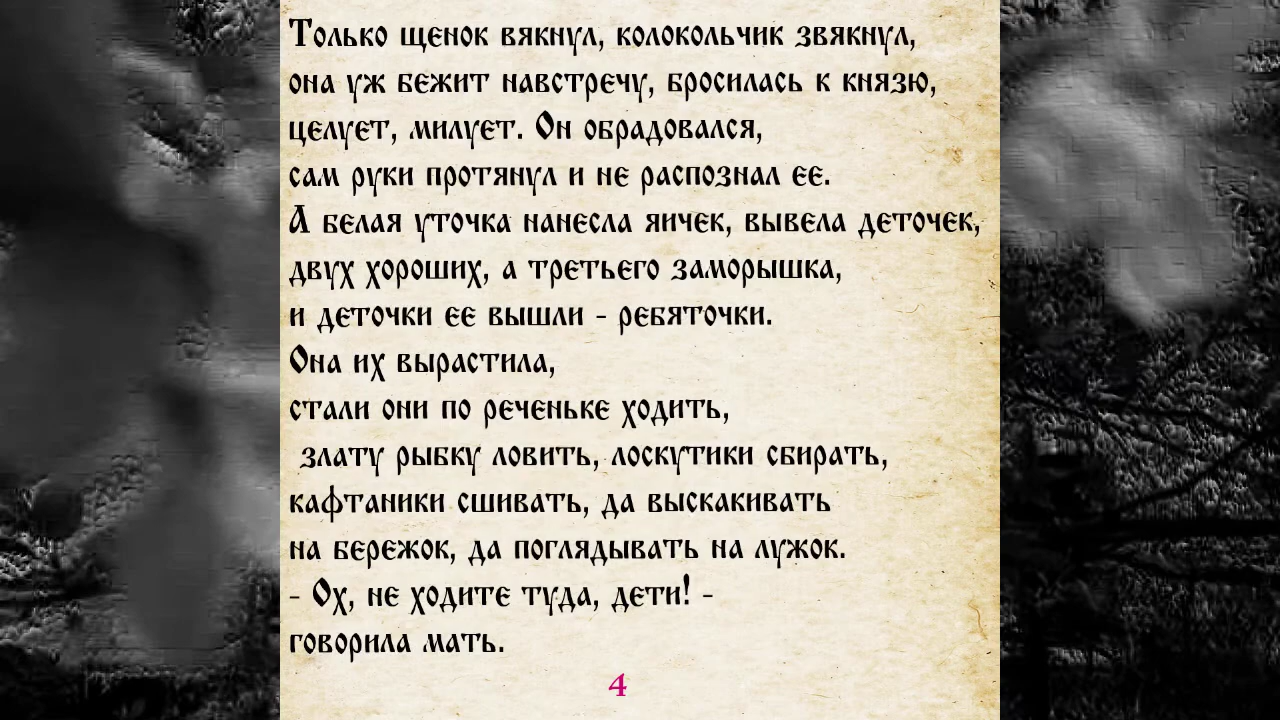 Только щенок вякнул, колокольчик звякнул,
она уж бежит навстречу, бросилась к князю,
целует, милует. Он обрадовался,
сам руки протянул и не распознал ее.
А белая уточка нанесла яичек, вывела деточек,
двух хороших, а третьего заморышка,
и деточки ее вышли - ребяточки.
Она их вырастила,
стали они по реченьке ходить,
злату рыбку ловить, лоскутики сбирать,
кафтаники сшивать, да выскакивать
на бережок, да поглядывать на лужок.
- Ох, не ходите туда, дети! -
говорила мать.
4